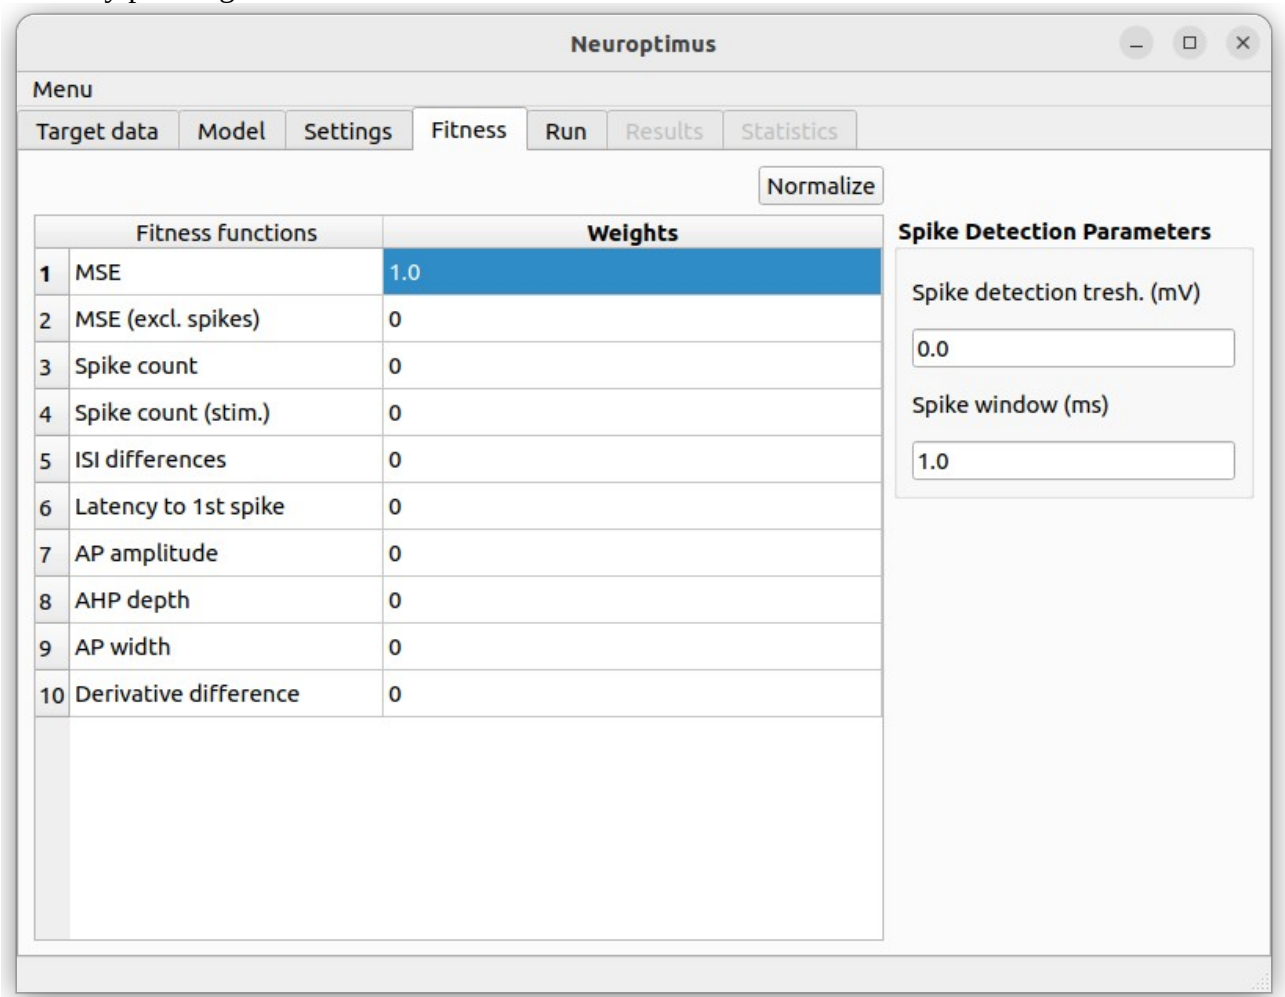 Neuroptimus
Menu
Target data Model Settings Fitness Run Results Statistics
Normalize
Fitness functions Weights
1 MSE 1.0
2 MSE (excl. spikes) 0
3 Spike count 0
4 Spike count (stim.) 0
5 ISI differences 0
6 Latency to 1st spike 0
7 AP amplitude 0
8 AHP depth 0
9 AP width 0
10 Derivative difference 0
Spike Detection Parameters
Spike detection tresh. (mV)
0.0
Spike window (ms)
1.0